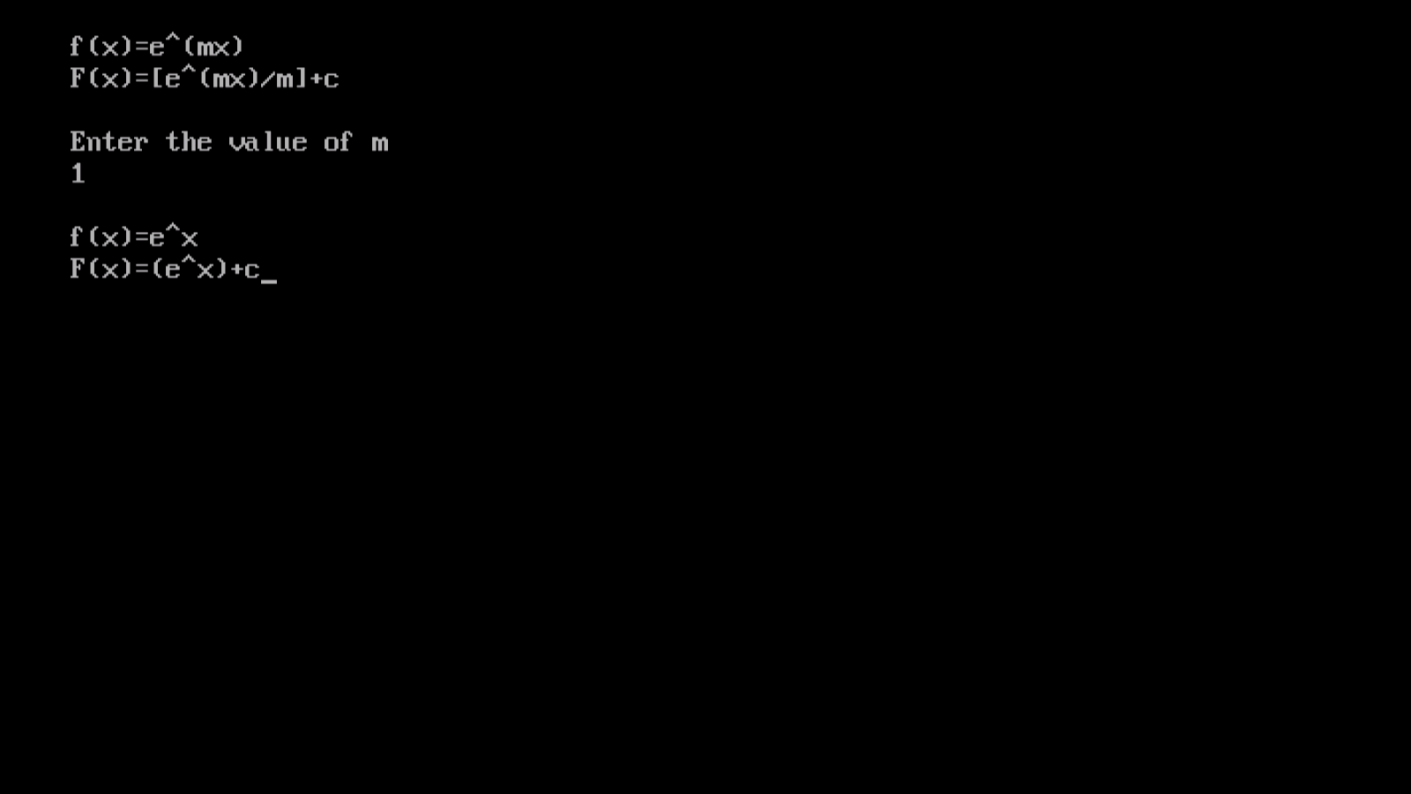 f(x)=e^(mx)
F(x)=[e^(mx)/m]+c
Enter the value of m
1
f(x)=e^x
F(x)=(e^x)+c_